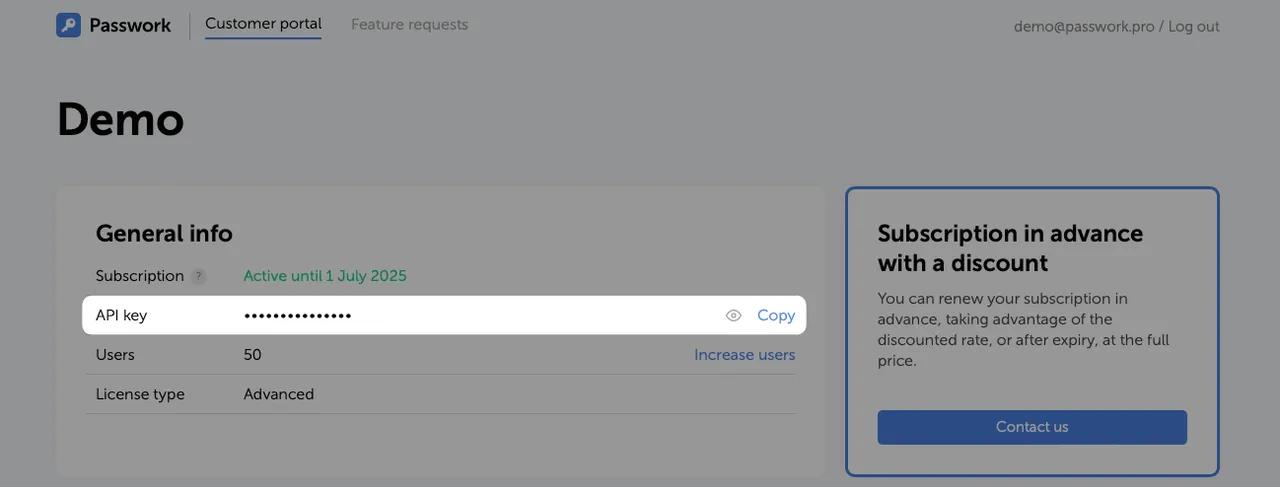 Passwork
Customer portal
Feature requests
demo@passwork.pro / Log out
Demo
General info
Subscription ?
Active until 1 July 2025
API key
•••••••••••••••
Copy
Users
50
Increase users
License type
Advanced
Subscription in advance
with a discount
You can renew your subscription in
advance, taking advantage of the
discounted rate, or after expiry, at the full
price.
Contact us